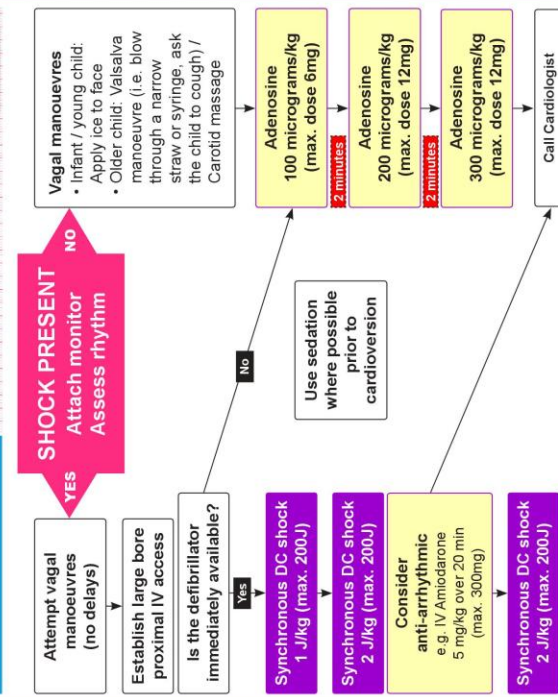 SHOCK PRESENT
Attach monitor
Assess rhythm
YES
NO
Attempt vagal
manoeuvres
(no delays)
Establish large bore
proximal IV access
Is the defibrillator
immediately available?
Yes
No
Synchronous DC shock
1 J/kg (max. 200J)
Synchronous DC shock
2 J/kg (max. 200J)
Consider
anti-arrhythmic
e.g. IV Amiodarone
5 mg/kg over 20 min
(max. 300mg)
Synchronous DC shock
2 J/kg (max. 200J)
Use sedation
where possible
prior to
cardioversion
Vagal manoeuvres
• Infant / young child:
Apply ice to face
• Older child: Valsalva
manoeuvre (i.e. blow
through a narrow
straw or syringe, ask
the child to cough) /
Carotid massage
Adenosine
100 micrograms/kg
(max. dose 6mg)
2 minutes
Adenosine
200 micrograms/kg
(max. dose 12mg)
2 minutes
Adenosine
300 micrograms/kg
(max. dose 12mg)
Call Cardiologist